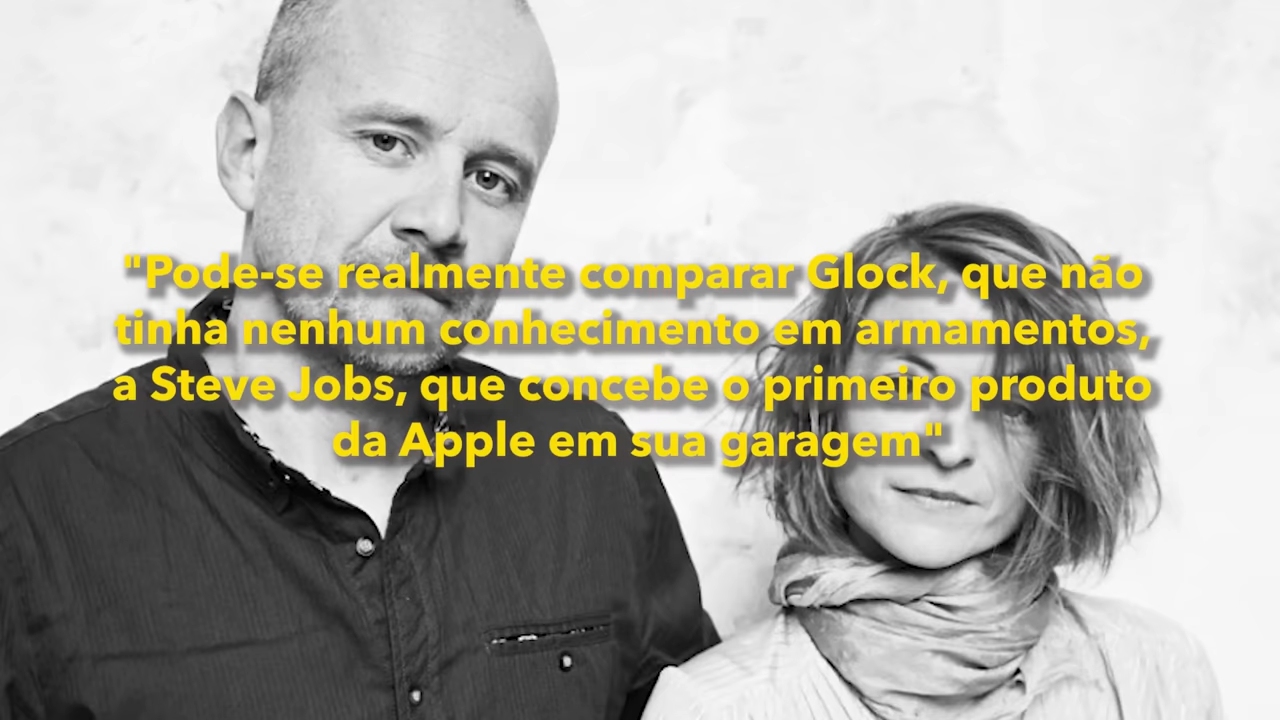 "Pode-se realmente comparar Glock, que não
tinha nenhum conhecimento em armamentos,
a Steve Jobs, que concebe o primeiro produto
da Apple em sua garagem"